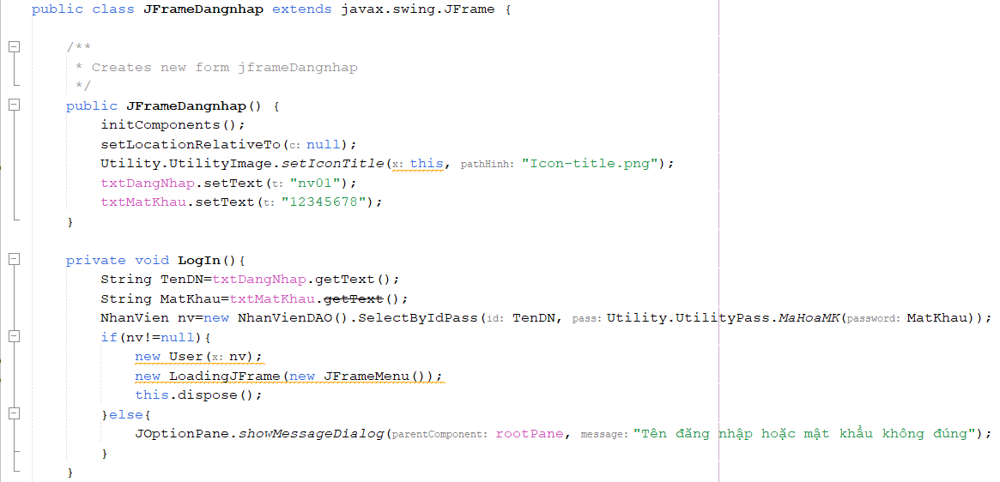 public class JFrameDangnhap extends javax.swing.JFrame {
/**
* Creates new form jframeDangnhap
*/
public JFrameDangnhap() {
initComponents();
setLocationRelativeTo(c: null);
Utility.UtilityImage.setIconTitle(x: this, pathHinh: "Icon-title.png");
txtDangNhap.setText(t: "nv01");
txtMatKhau.setText(t: "12345678");
}
private void LogIn(){
String TenDN=txtDangNhap.getText();
String MatKhau=txtMatKhau.getText();
NhanVien nv=new NhanVienDAO().SelectByIdPass(id: TenDN, pass: Utility.UtilityPass.MaHoaMK(password: MatKhau));
if(nv!=null){
new User(x: nv);
new LoadingJFrame(new JFrameMenu());
this.dispose();
}else{
JOptionPane.showMessageDialog(parentComponent: rootPane, message: "Tên đăng nhập hoặc mật khẩu không đúng");
}
}